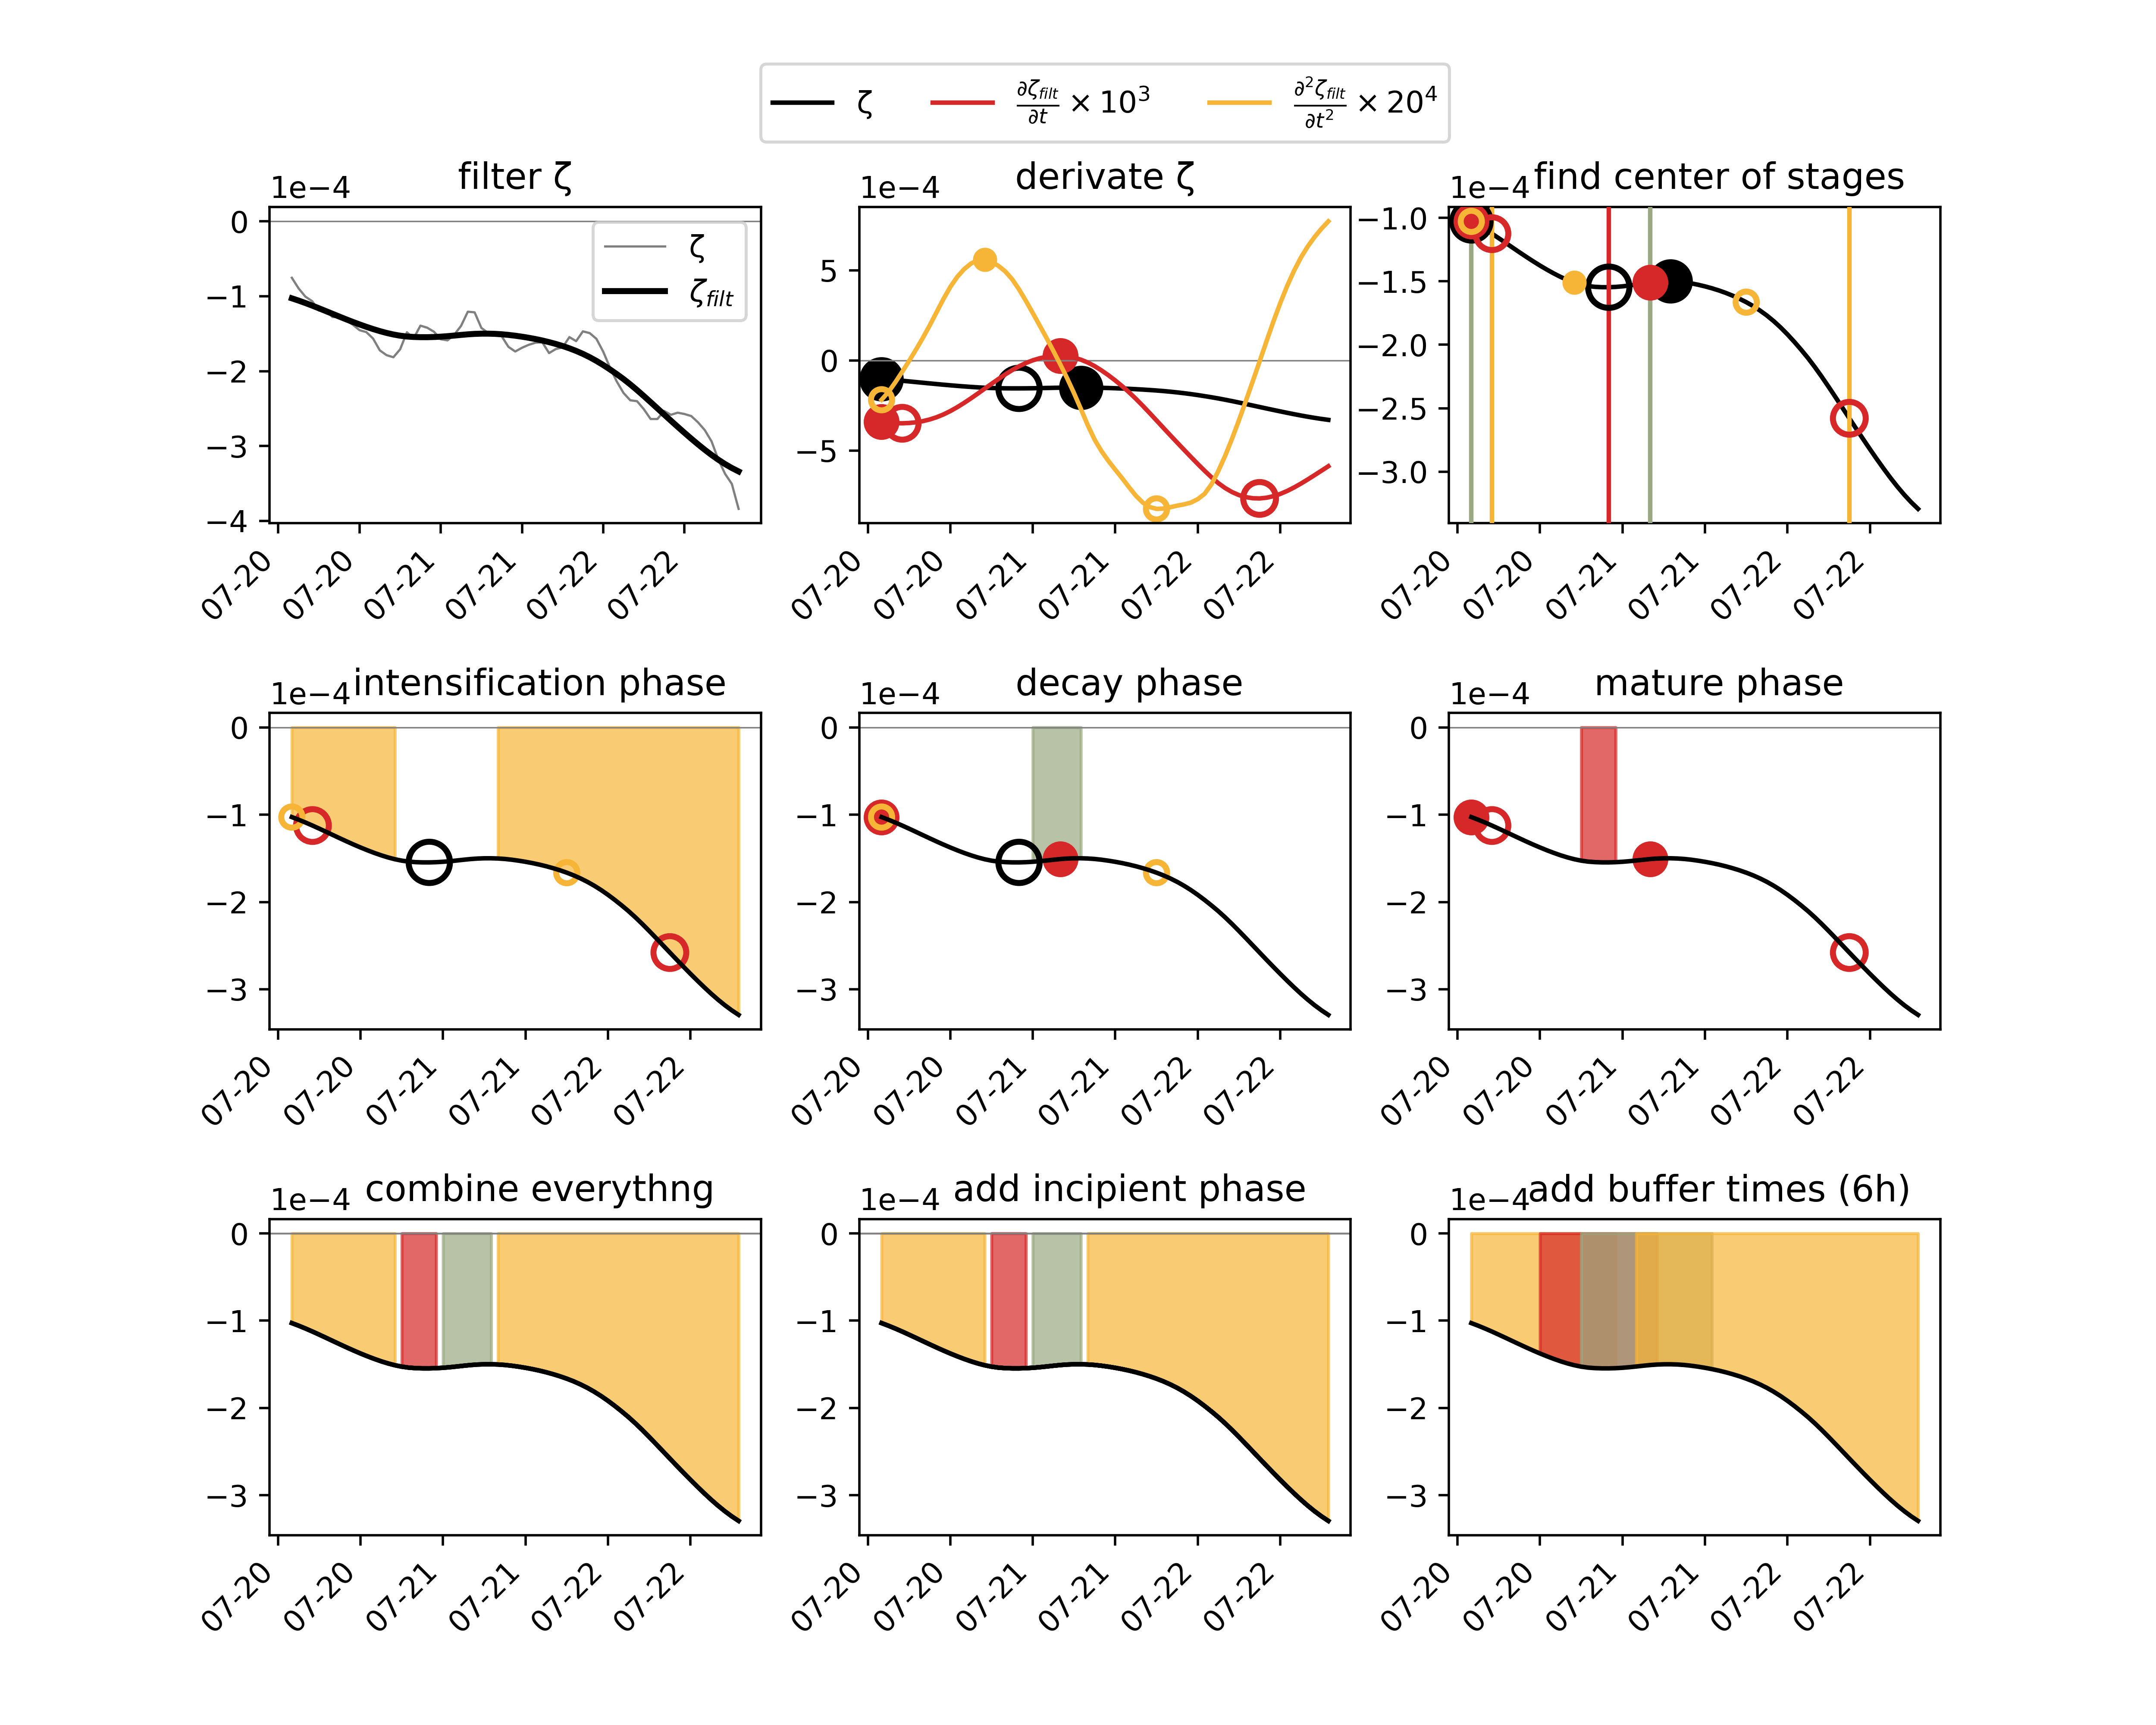 ζ ∂ζfilt/∂t × 10³ ∂²ζfilt/∂t² × 20⁴
filter ζ
1e−4
0
−1
−2
−3
−4
ζ
ζfilt
07-20 07-20 07-21 07-21 07-22 07-22
derivate ζ
1e−4
5
0
−5
07-20 07-20 07-21 07-21 07-22 07-22
find center of stages
1e−4
−1.0
−1.5
−2.0
−2.5
−3.0
07-20 07-20 07-21 07-21 07-22 07-22
intensification phase
1e−4
0
−1
−2
−3
07-20 07-20 07-21 07-21 07-22 07-22
decay phase
1e−4
0
−1
−2
−3
07-20 07-20 07-21 07-21 07-22 07-22
mature phase
1e−4
0
−1
−2
−3
07-20 07-20 07-21 07-21 07-22 07-22
combine everythng
1e−4
0
−1
−2
−3
07-20 07-20 07-21 07-21 07-22 07-22
add incipient phase
1e−4
0
−1
−2
−3
07-20 07-20 07-21 07-21 07-22 07-22
add buffer times (6h)
1e−4
0
−1
−2
−3
07-20 07-20 07-21 07-21 07-22 07-22